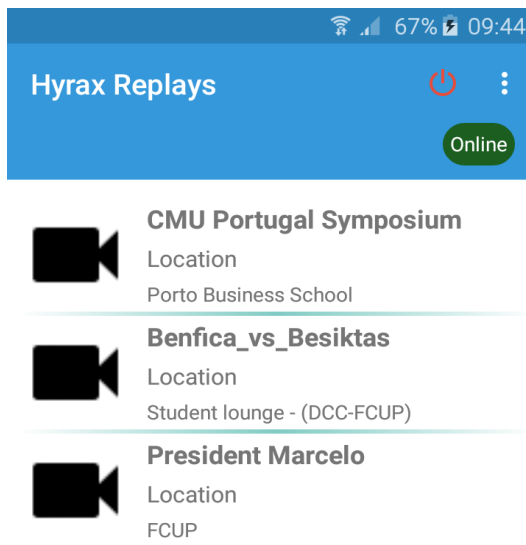 67% 09:44
Hyrax Replays
Online
CMU Portugal Symposium
Location
Porto Business School
Benfica_vs_Besiktas
Location
Student lounge - (DCC-FCUP)
President Marcelo
Location
FCUP